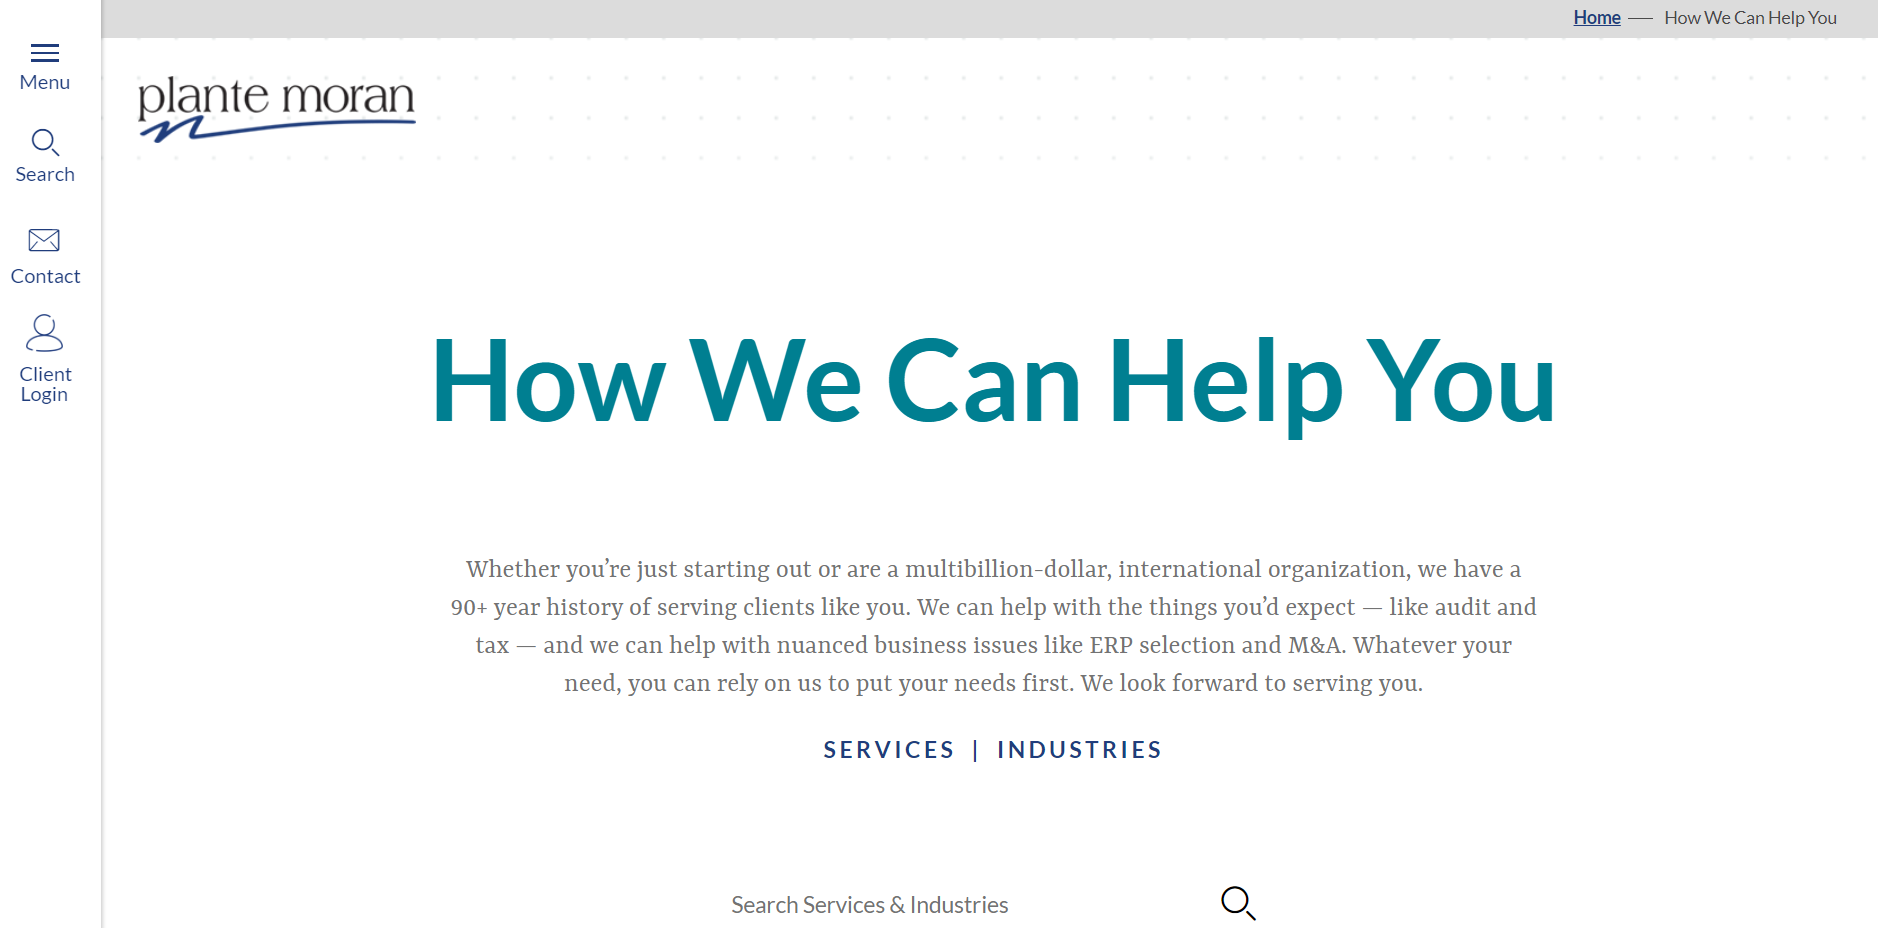 Home — How We Can Help You
Menu
Search
Contact
Client
Login
plante moran
How We Can Help You
Whether you’re just starting out or are a multibillion-dollar, international organization, we have a
90+ year history of serving clients like you. We can help with the things you’d expect — like audit and
tax — and we can help with nuanced business issues like ERP selection and M&A. Whatever your
need, you can rely on us to put your needs first. We look forward to serving you.
SERVICES | INDUSTRIES
Search Services & Industries